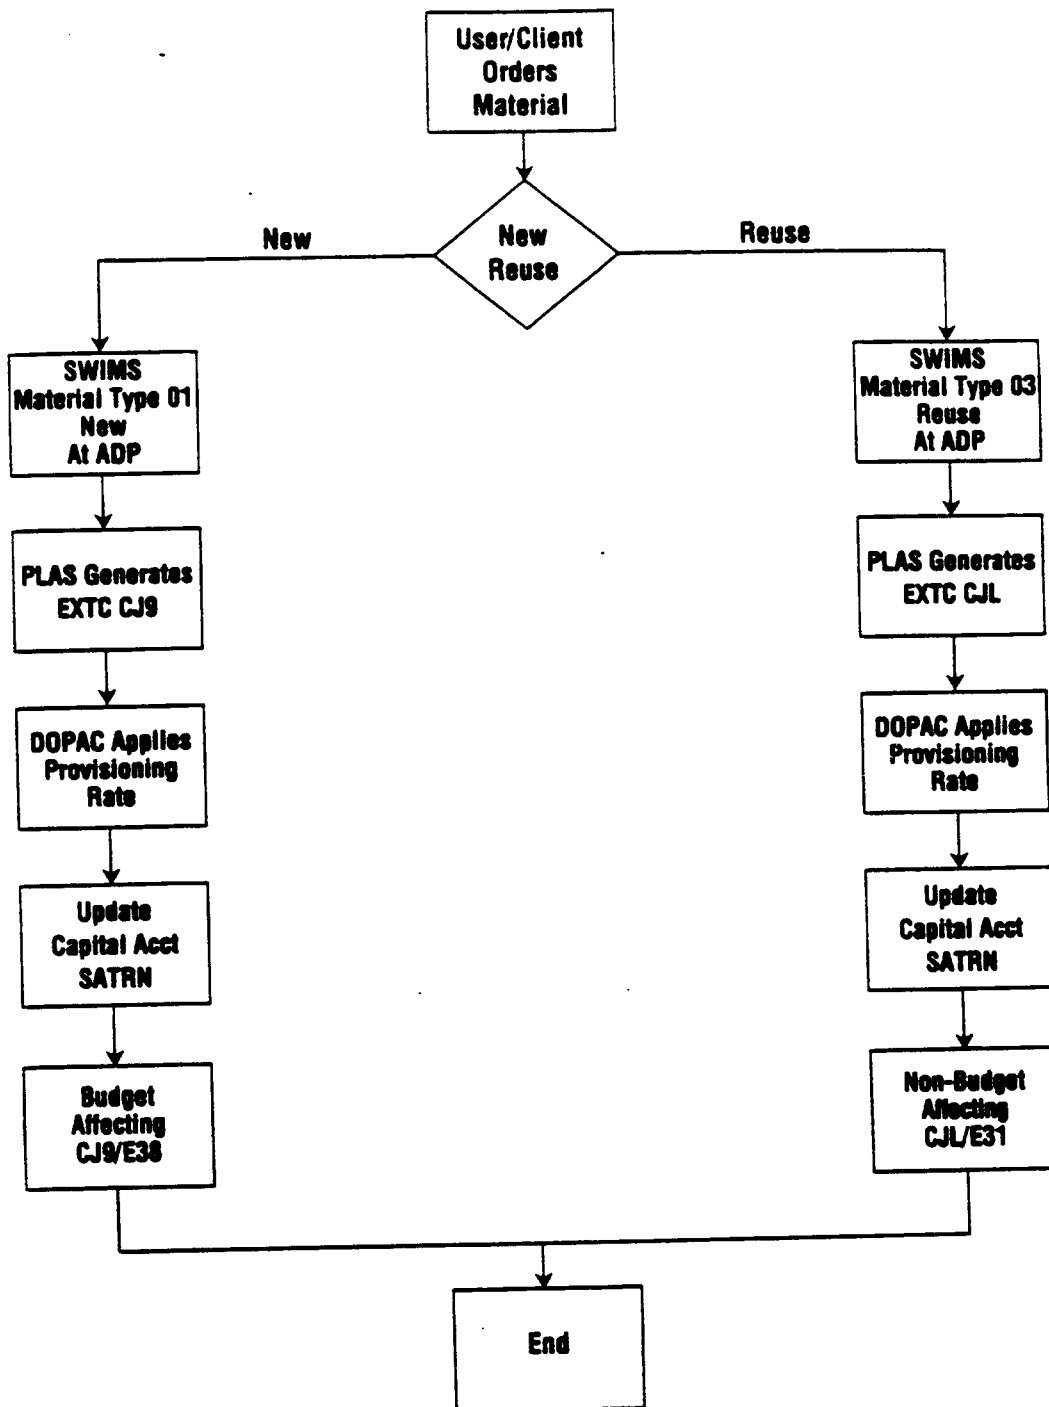 User/Client
Orders
Material
New
Reuse
New
Reuse
SWIMS
Material Type 01
New
At ADP
SWIMS
Material Type 03
Reuse
At ADP
PLAS Generates
EXTC CJ9
PLAS Generates
EXTC CJL
DOPAC Applies
Provisioning
Rate
DOPAC Applies
Provisioning
Rate
Update
Capital Acct
SATRN
Update
Capital Acct
SATRN
Budget
Affecting
CJ9/E38
Non-Budget
Affecting
CJL/E31
End